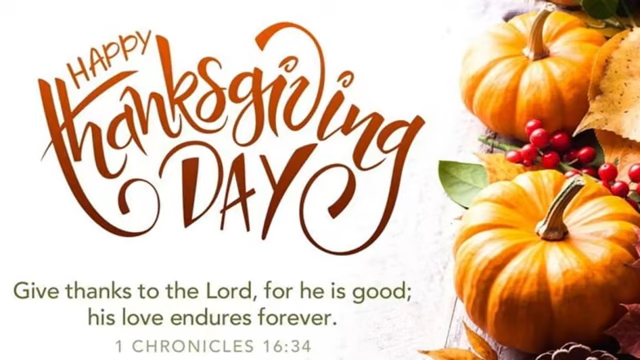 HAPPY
Thanksgiving
DAY
Give thanks to the Lord, for he is good;
his love endures forever.
1 CHRONICLES 16:34